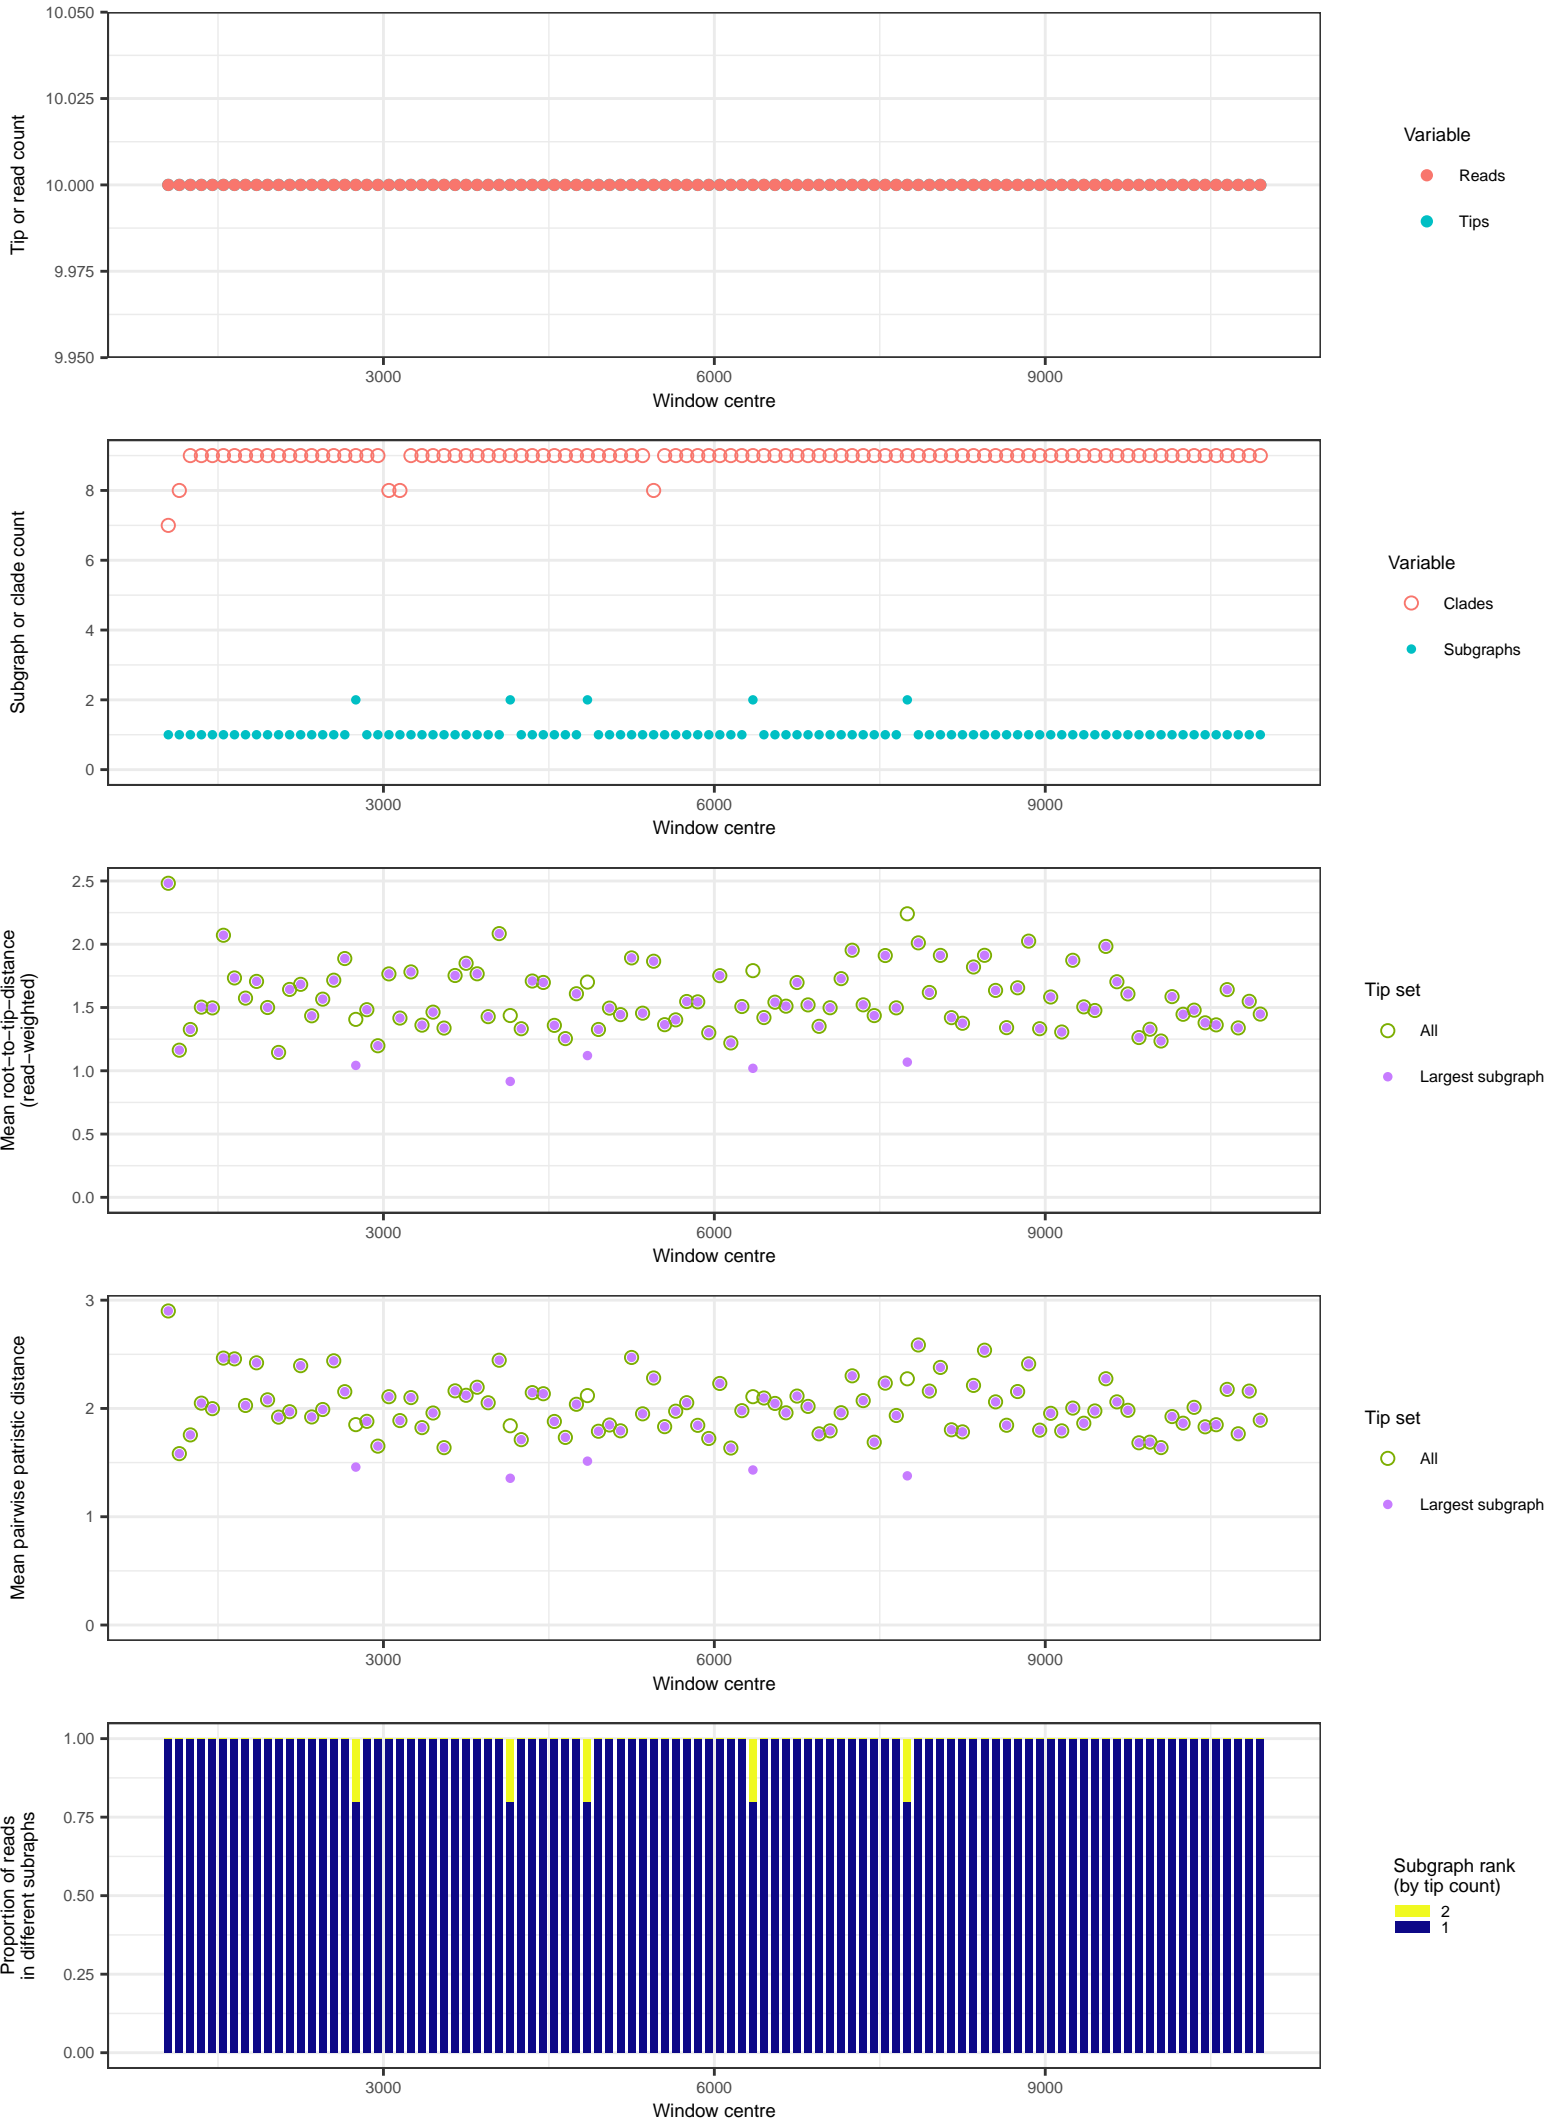 10.050
10.025
10.000
9.975
9.950
Tip or read count
3000
6000
9000
Window centre
Variable
Reads
Tips
8
6
4
2
0
Subgraph or clade count
3000
6000
9000
Window centre
Variable
Clades
Subgraphs
2.5
2.0
1.5
1.0
0.5
0.0
Mean root−to−tip−distance
(read−weighted)
3000
6000
9000
Window centre
Tip set
All
Largest subgraph
3
2
1
0
Mean pairwise patristic distance
3000
6000
9000
Window centre
Tip set
All
Largest subgraph
1.00
0.75
0.50
0.25
0.00
Proportion of reads
in different subraphs
3000
6000
9000
Window centre
Subgraph rank
(by tip count)
2
1